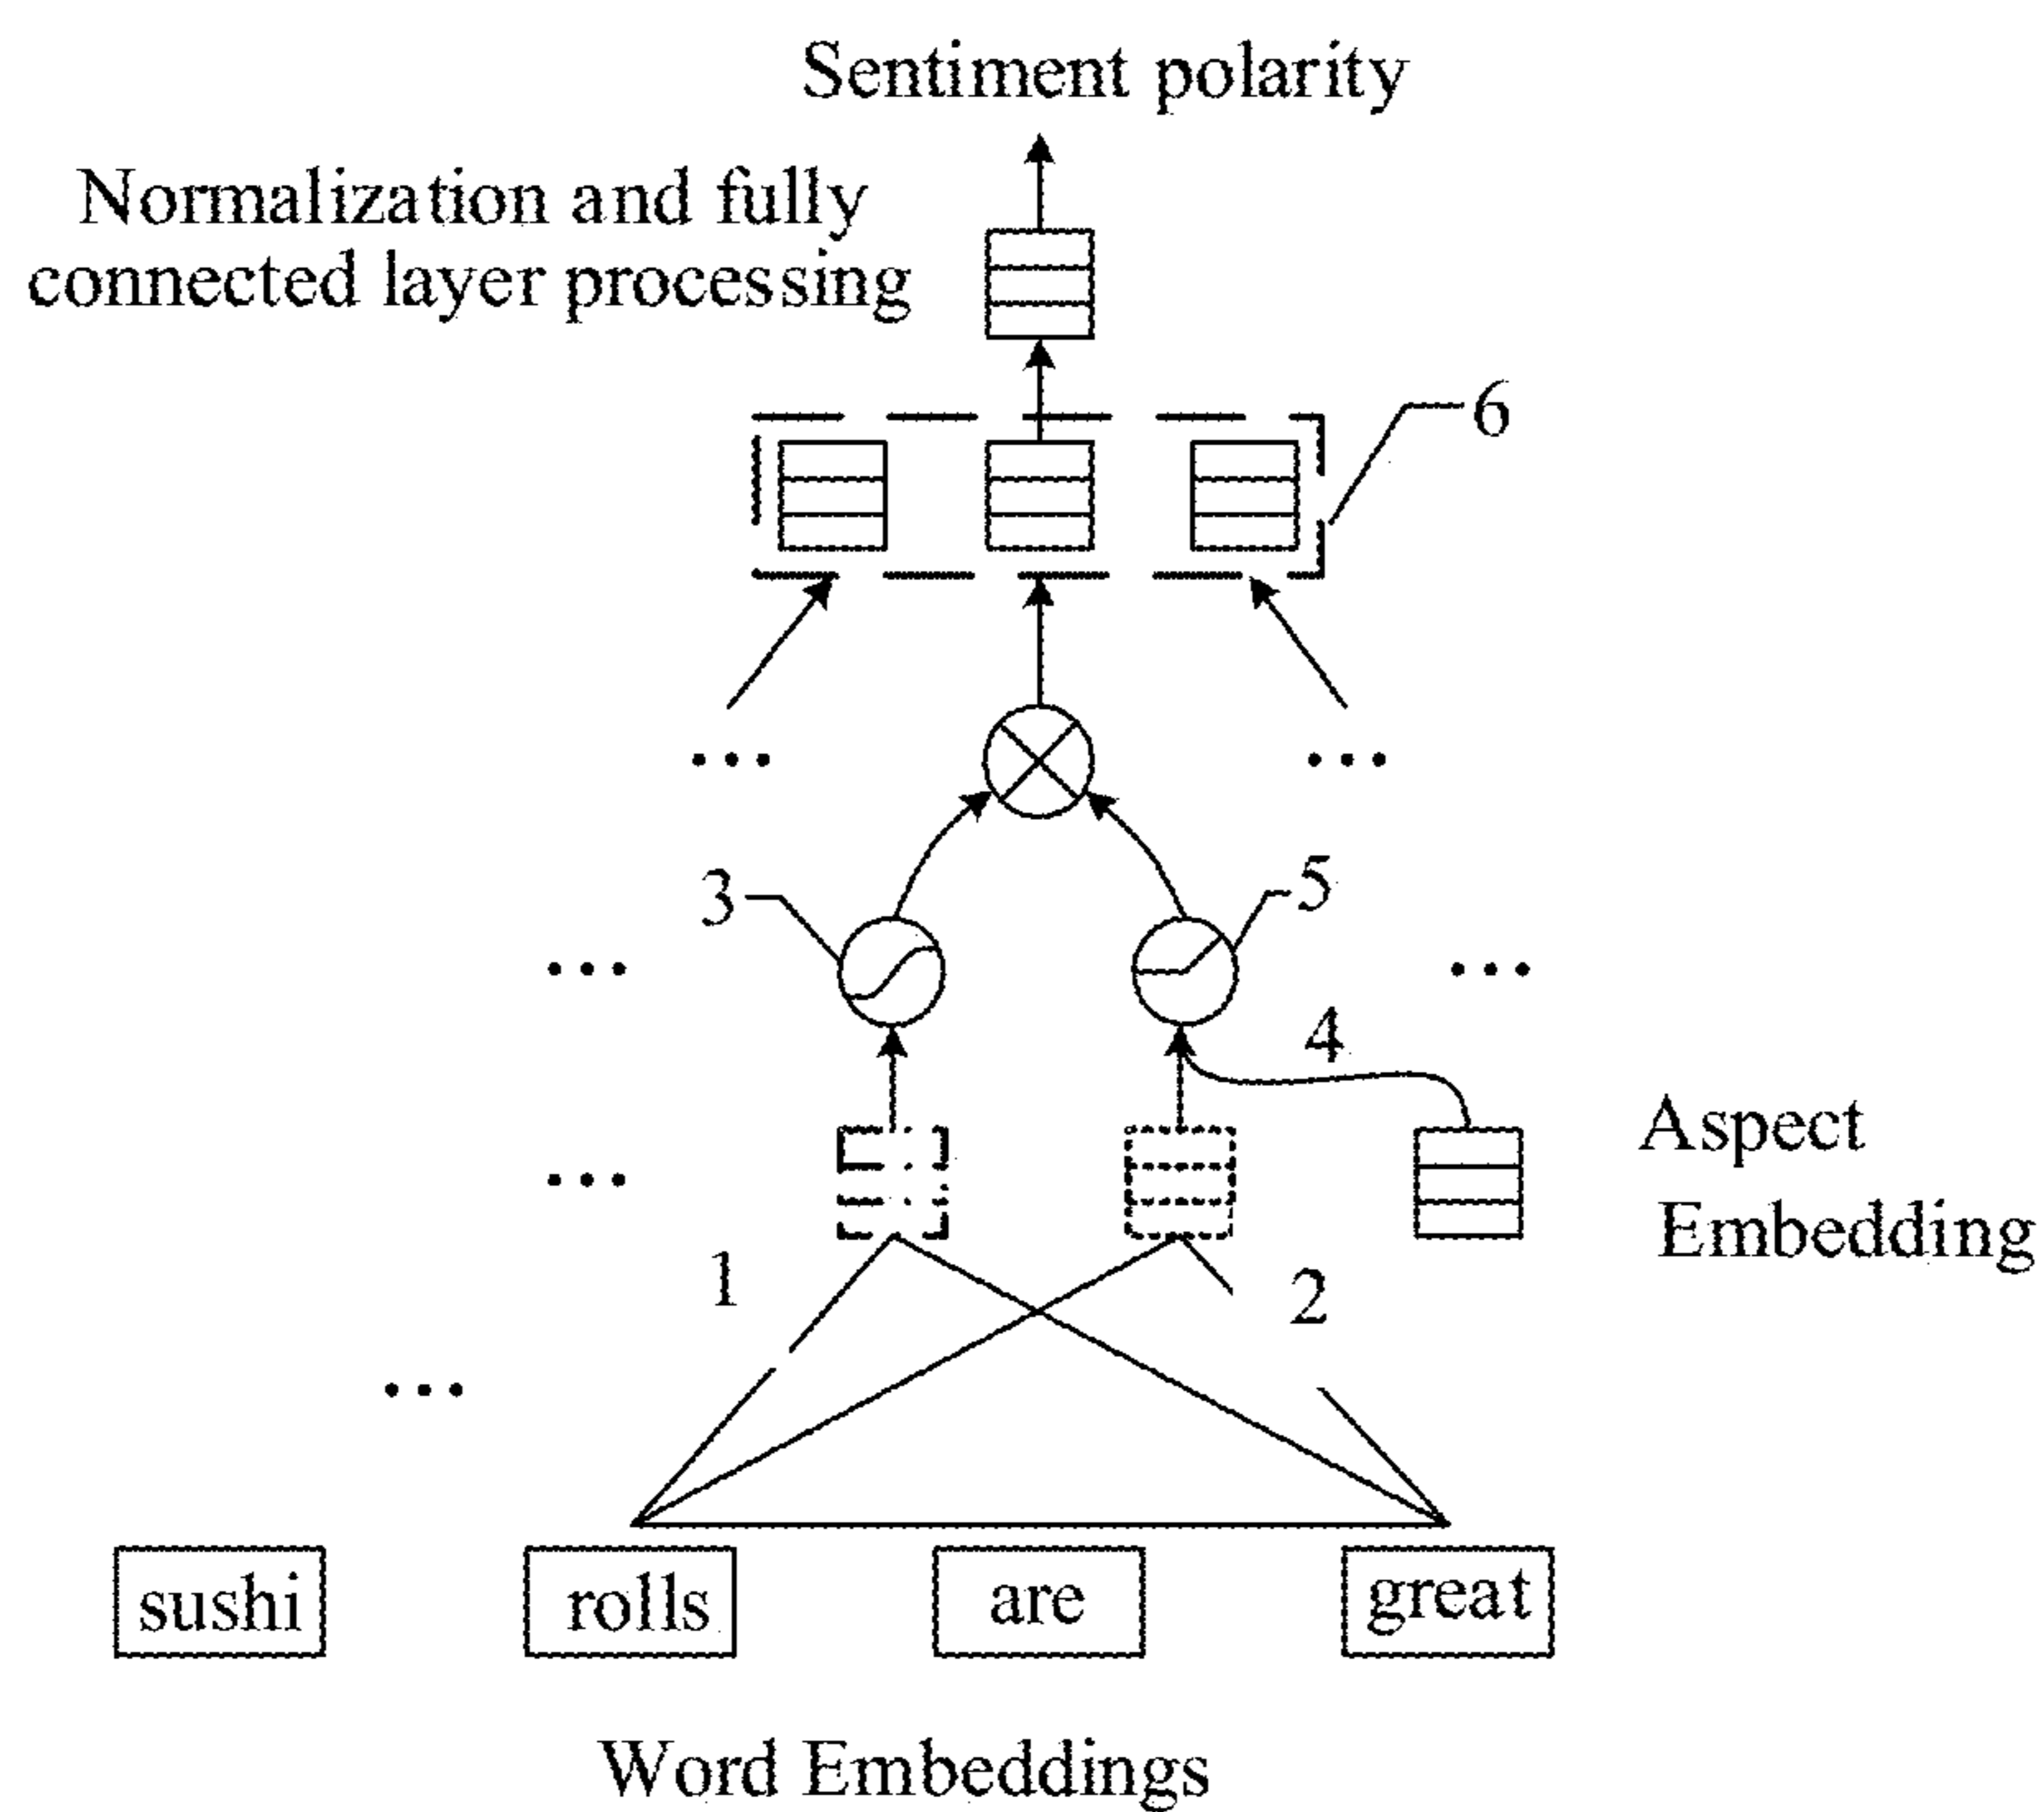 Sentiment polarity
Normalization and fully
connected layer processing
6
...
...
3
5
...
...
4
Aspect
Embedding
...
1
2
...
sushi
rolls
are
great
Word Embeddings